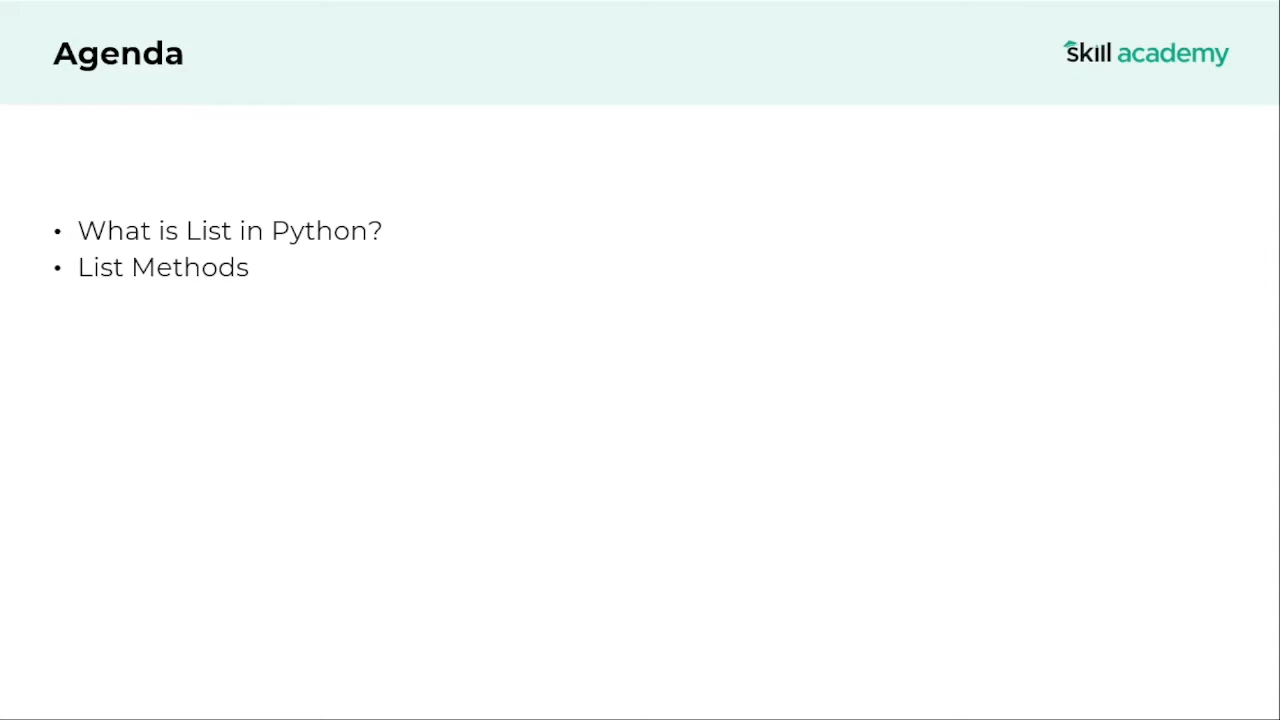 Agenda
skill academy
• What is List in Python?
• List Methods